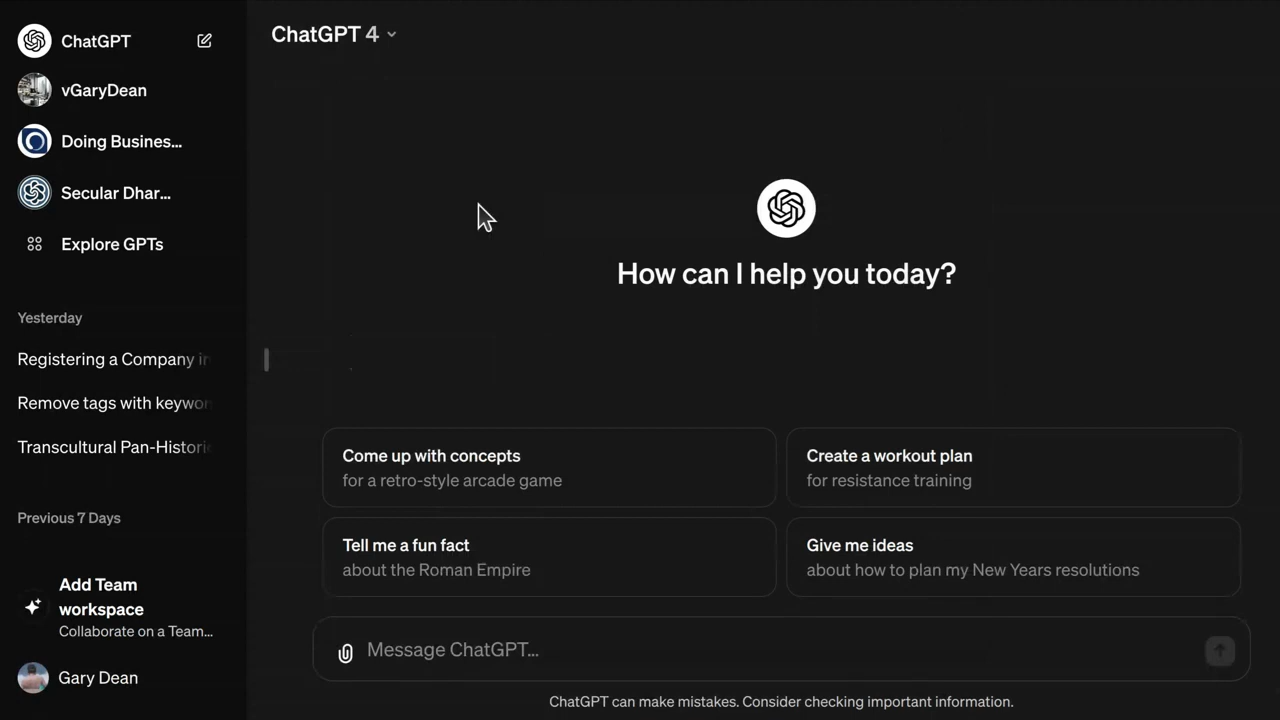 ChatGPT
vGaryDean
Doing Busines...
Secular Dhar...
Explore GPTs
Yesterday
Registering a Company in
Remove tags with keywor
Transcultural Pan-Histori
Previous 7 Days
Add Team
workspace
Collaborate on a Team...
Gary Dean
ChatGPT 4
How can I help you today?
Come up with concepts
for a retro-style arcade game
Create a workout plan
for resistance training
Tell me a fun fact
about the Roman Empire
Give me ideas
about how to plan my New Years resolutions
Message ChatGPT...
ChatGPT can make mistakes. Consider checking important information.